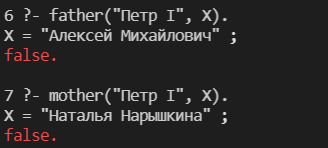 6 ?- father("Петр I", X).
X = "Алексей Михайлович" ;
false.
7 ?- mother("Петр I", X).
X = "Наталья Нарышкина" ;
false.